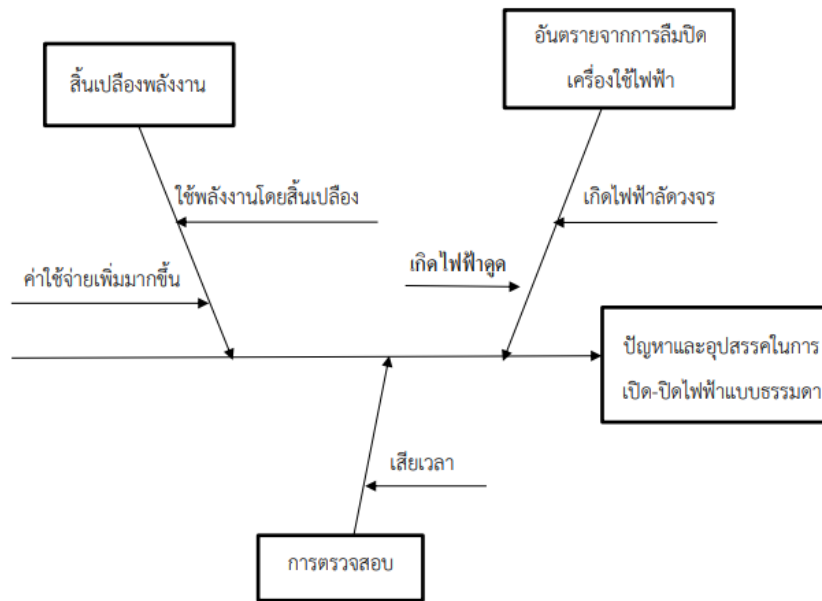 อันตรายจากการลืมปิด
เครื่องใช้ไฟฟ้า
สิ้นเปลืองพลังงาน
ใช้พลังงานโดยสิ้นเปลือง
เกิดไฟฟ้าลัดวงจร
เกิดไฟฟ้าดูด
ค่าใช้จ่ายเพิ่มมากขึ้น
ปัญหาและอุปสรรคในการ
เปิด-ปิดไฟฟ้าแบบธรรมดา
เสียเวลา
การตรวจสอบ